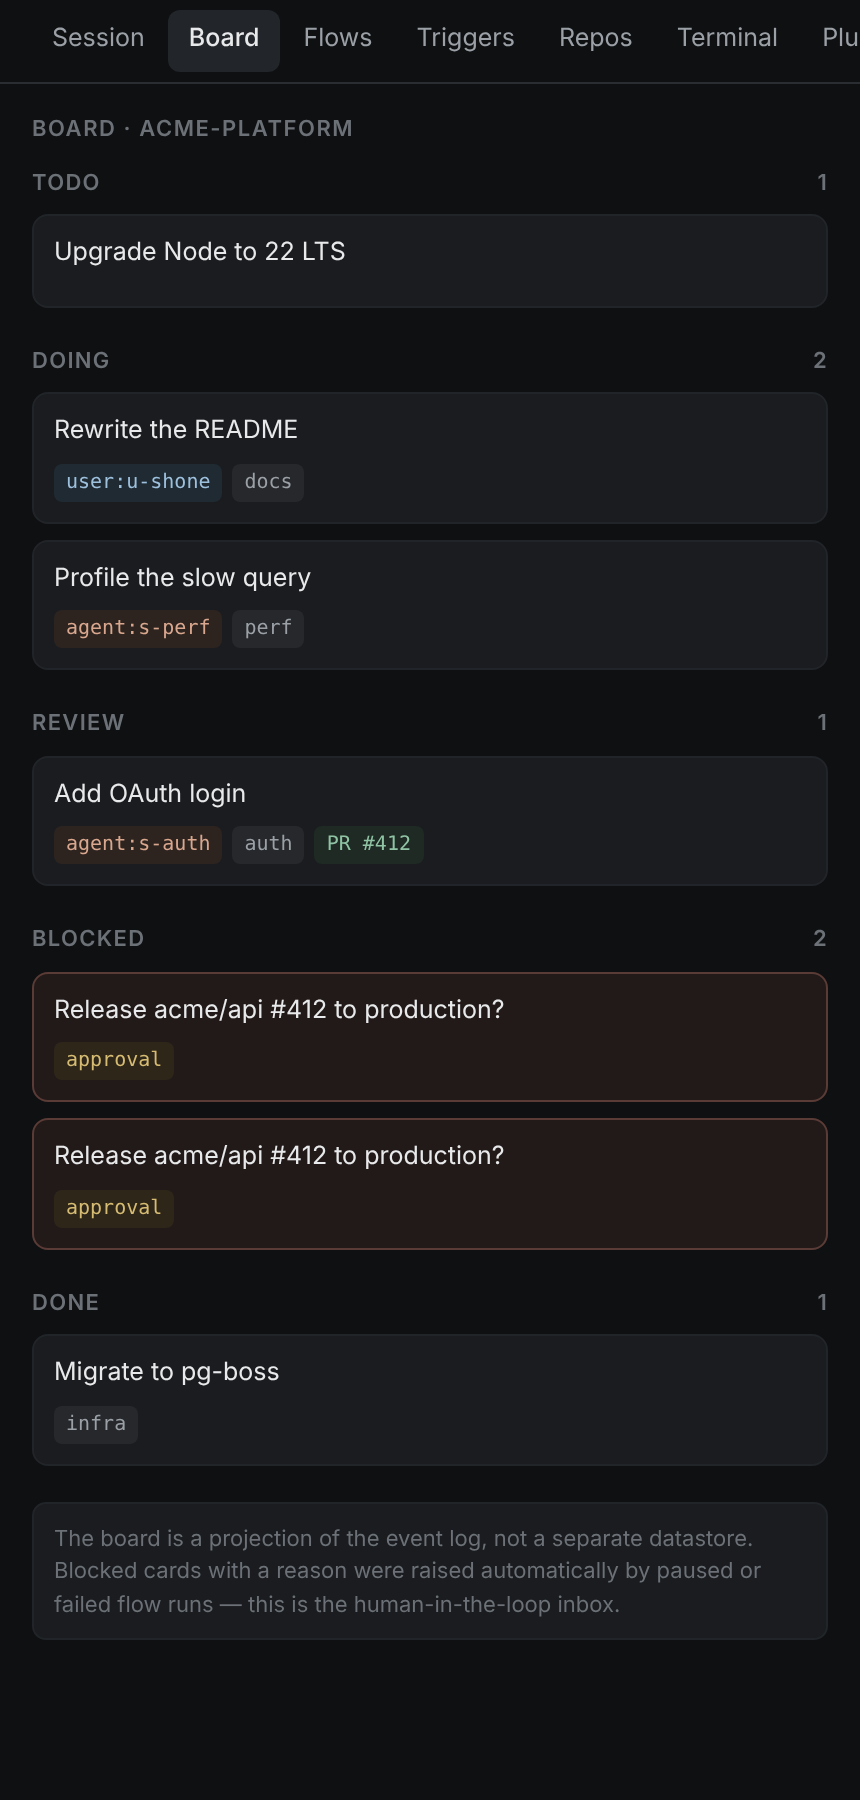 Session Board Flows Triggers Repos Terminal Plu
BOARD · ACME-PLATFORM
TODO 1
Upgrade Node to 22 LTS
DOING 2
Rewrite the README
user:u-shone docs
Profile the slow query
agent:s-perf perf
REVIEW 1
Add OAuth login
agent:s-auth auth PR #412
BLOCKED 2
Release acme/api #412 to production?
approval
Release acme/api #412 to production?
approval
DONE 1
Migrate to pg-boss
infra
The board is a projection of the event log, not a separate datastore.
Blocked cards with a reason were raised automatically by paused or
failed flow runs — this is the human-in-the-loop inbox.